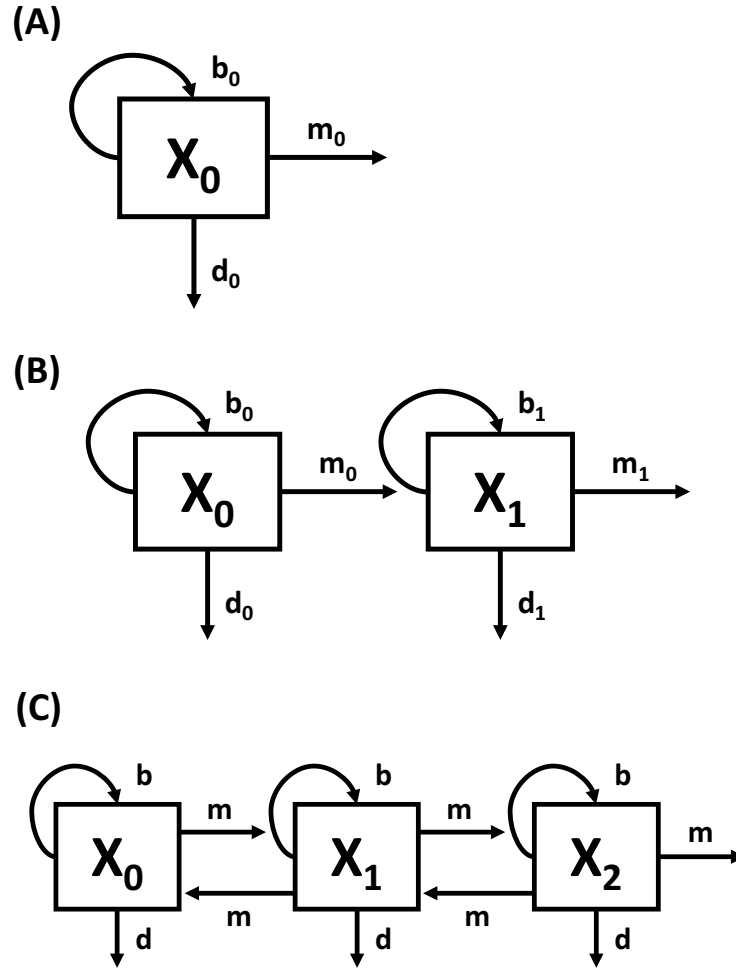 (A)
b₀
m₀
X₀
d₀
(B)
b₀ b₁
m₀ m₁
X₀ X₁
d₀ d₁
(C)
b b b
m m m
X₀ X₁ X₂
m m
d d d